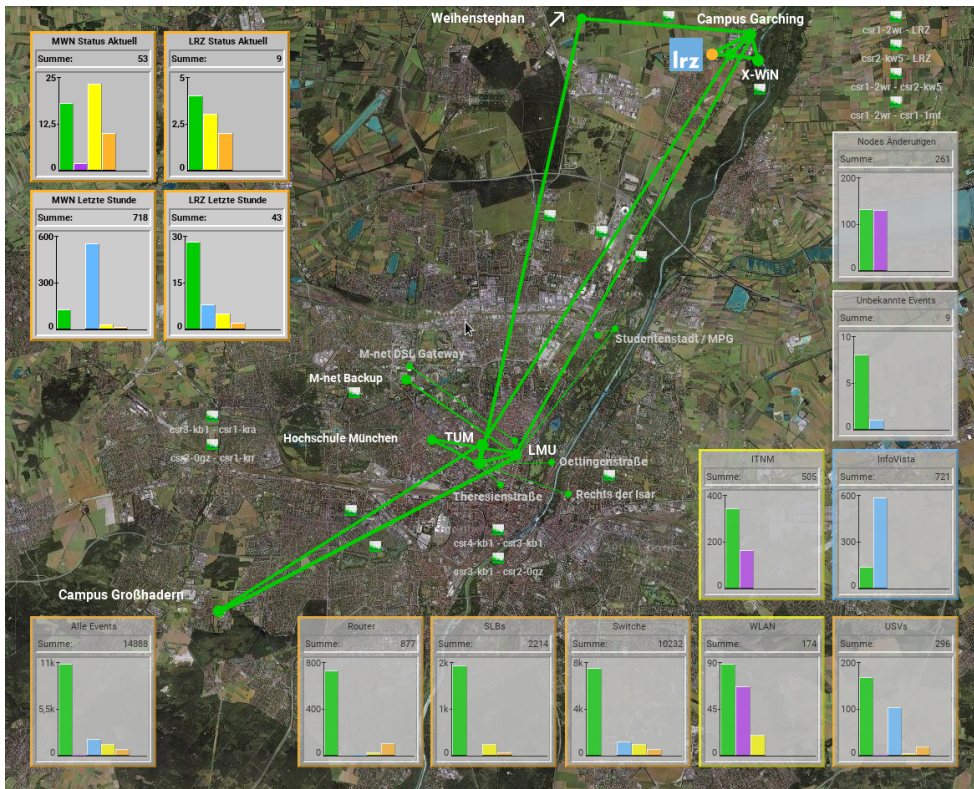 Weihenstephan
Campus Garching
lrz
X-WiN
csr1-2wr - LRZ
csr2-kw5 - LRZ
csr1-2wr - csr2-kw5
csr1-2wr - csr1-1mf
MWN Status Aktuell
Summe: 53
25
12,5
0
LRZ Status Aktuell
Summe: 9
5
2,5
0
MWN Letzte Stunde
Summe: 718
600
300
0
LRZ Letzte Stunde
Summe: 43
30
15
0
Nodes Änderungen
Summe: 261
200
100
0
Unbekannte Events
Summe: 9
10
5
0
Studentenstadt / MPG
M-net DSL Gateway
M-net Backup
csr3-kb1 - csr1-kra
csr2-0gz - csr1-krr
Hochschule München
TUM
LMU
Oettingenstraße
Theresienstraße
Rechts der Isar
csr4-kb1 - csr3-kb1
csr3-kb1 - csr2-0gz
ITNM
Summe: 505
400
200
0
InfoVista
Summe: 721
600
300
0
Campus Großhadern
Alle Events
Summe: 14888
11k
5,5k
0
Router
Summe: 877
800
400
0
SLBs
Summe: 2214
2k
1k
0
Switche
Summe: 10232
8k
4k
0
WLAN
Summe: 174
90
45
0
USVs
Summe: 296
200
100
0